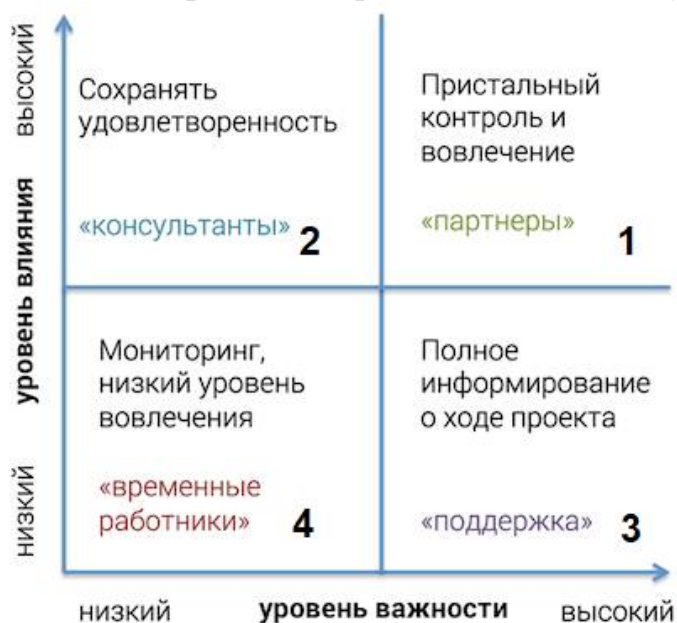 высокий
уровень влияния
низкий
Сохранять
удовлетворенность
«консультанты» 2
Пристальный
контроль и
вовлечение
«партнеры» 1
Мониторинг,
низкий уровень
вовлечения
«временные
работники» 4
Полное
информирование
о ходе проекта
«поддержка» 3
низкий уровень важности высокий